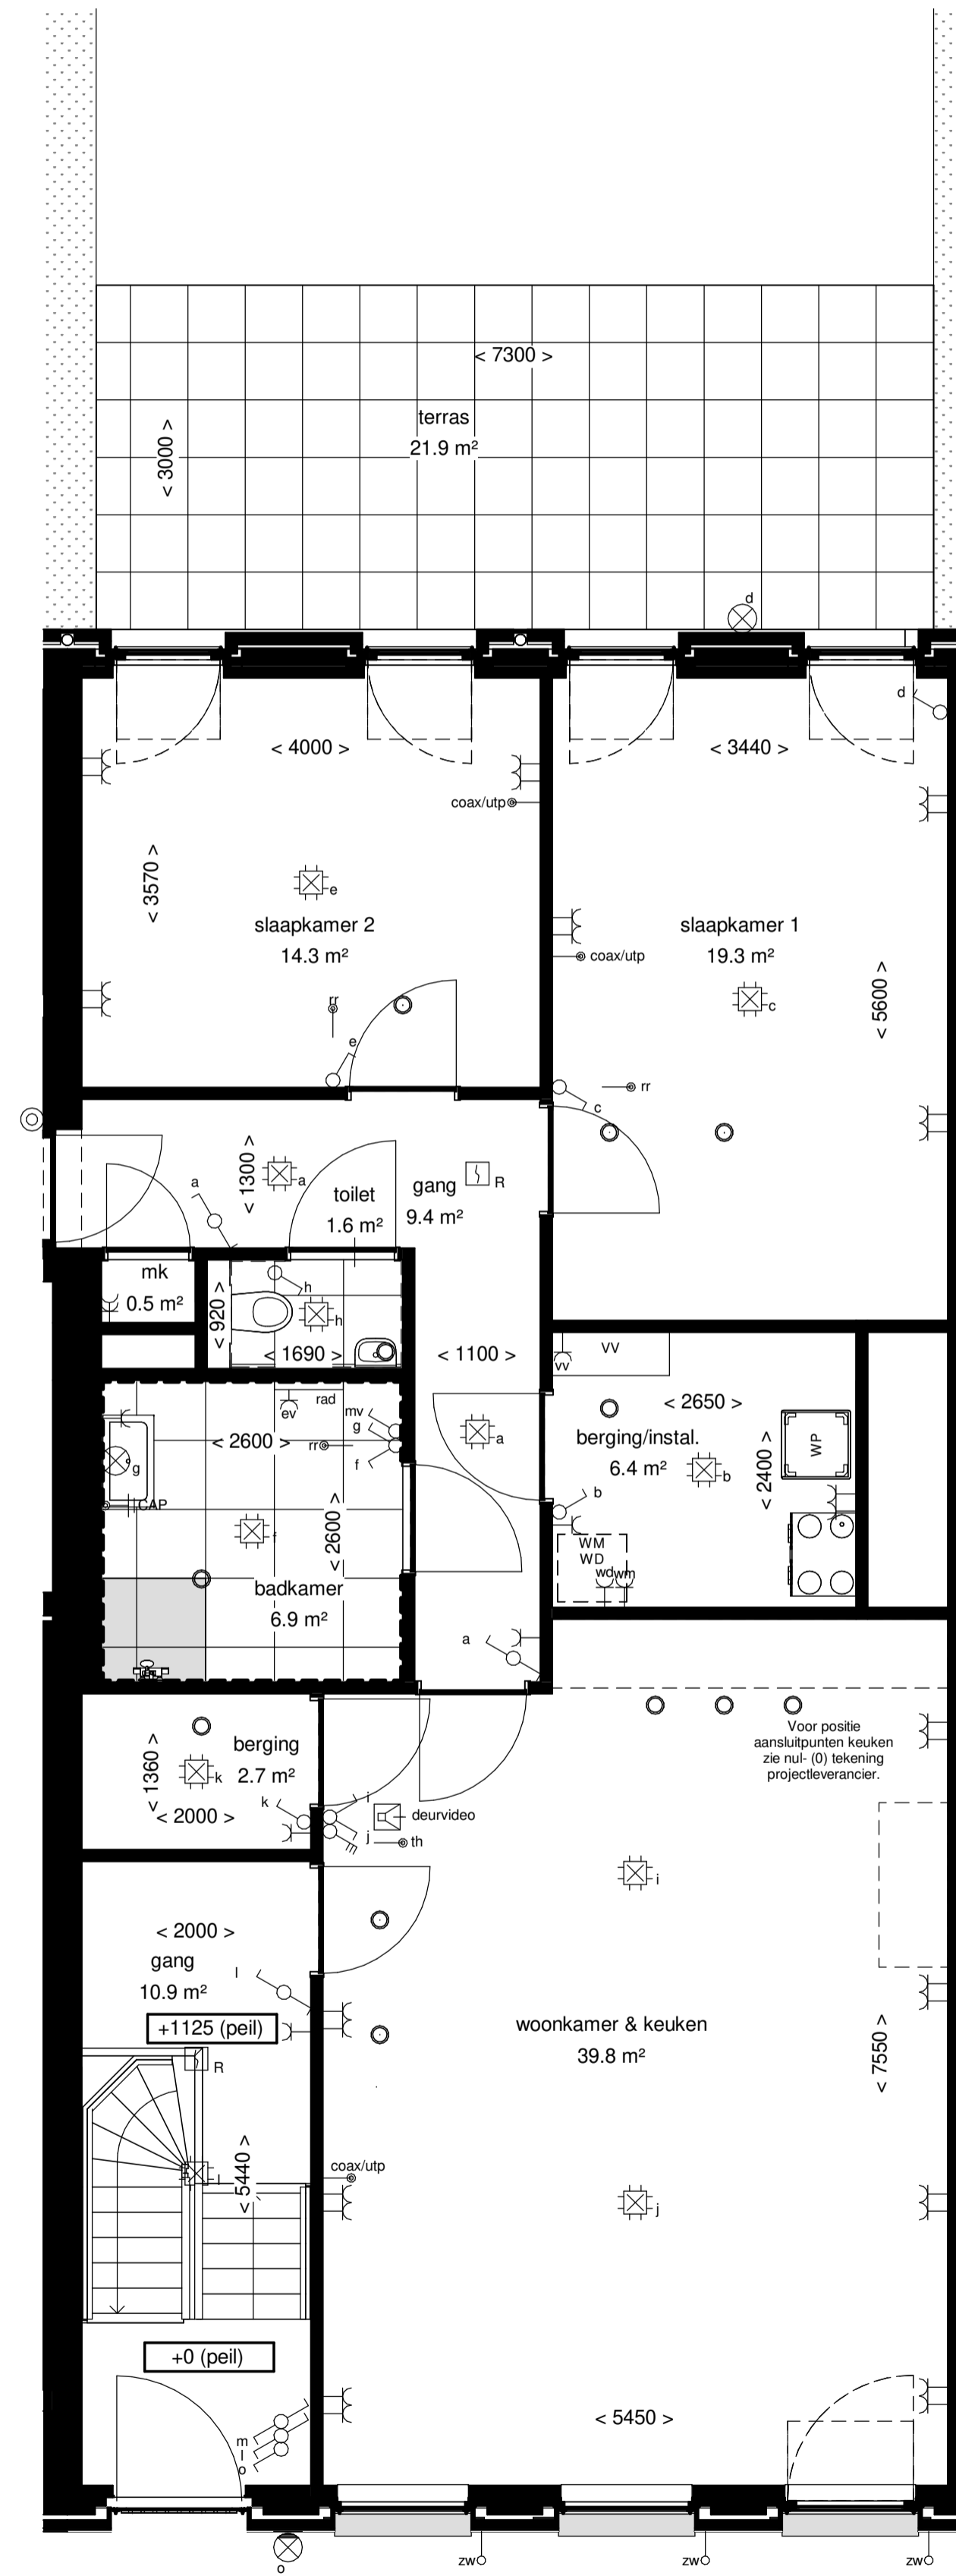 < 7300 >
terras
21.9 m²
< 3000 >
d
d
< 4000 >
< 3440 >
coax/utp
< 3570 >
e
slaapkamer 2
14.3 m²
slaapkamer 1
19.3 m²
coax/utp
c
< 5600 >
rr
e
rr
c
< 1300 >
a
a
toilet
1.6 m²
gang
9.4 m²
R
mk
0.5 m²
< 920 >
h
h
< 1690 >
< 1100 >
vv
VV
< 2650 >
ev
rad
mv
g
rr
f
< 2600 >
g
CAP
f
< 2600 >
a
berging/instal.
6.4 m²
b
< 2400 >
WP
b
WM
WD
wd
wm
badkamer
6.9 m²
a
< 1360 >
berging
2.7 m²
k
k
< 2000 >
Voor positie
aansluitpunten keuken
zie nul- (0) tekening
projectleverancier.
i
j
m
deurvideo
th
i
< 2000 >
gang
10.9 m²
l
+1125 (peil)
R
woonkamer & keuken
39.8 m²
< 7550 >
< 5440 >
l
coax/utp
j
+0 (peil)
m
l
o
< 5450 >
o
zw
zw
zw